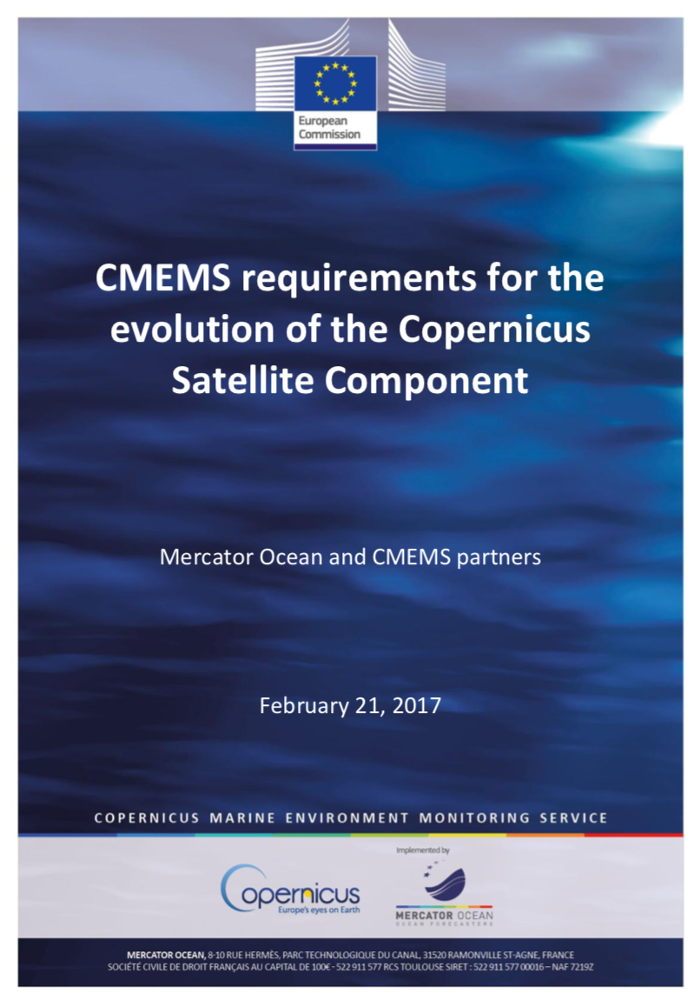 European
Commission
CMEMS requirements for the
evolution of the Copernicus
Satellite Component
Mercator Ocean and CMEMS partners
February 21, 2017
COPERNICUS MARINE ENVIRONMENT MONITORING SERVICE
Implemented by
opernicus
Europe's eyes on Earth
MERCATOR OCEAN
OCEAN FORECASTERS
MERCATOR OCEAN, 8-10 RUE HERMÈS, PARC TECHNOLOGIQUE DU CANAL, 31520 RAMONVILLE ST-AGNE, FRANCE
SOCIÉTÉ CIVILE DE DROIT FRANÇAIS AU CAPITAL DE 100€ - 522 911 577 RCS TOULOUSE SIRET : 522 911 577 00016 – NAF 7219Z